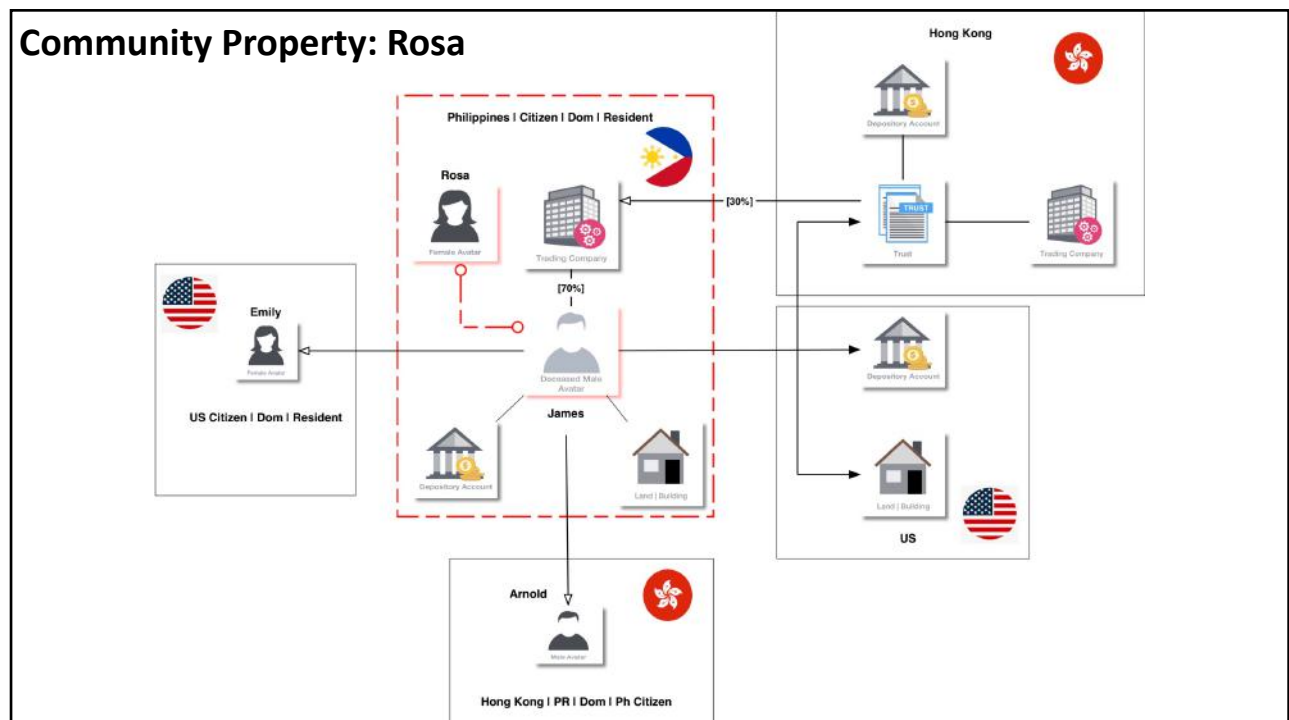 Community Property: Rosa
Hong Kong
Depository Account
Philippines | Citizen | Dom | Resident
Rosa
Female Avatar
Trading Company
[30%]
TRUST
Trust
Trading Company
[70%]
Emily
Female Avatar
US Citizen | Dom | Resident
Deceased Male
Avatar
James
Depository Account
Depository Account
Land | Building
Land | Building
US
Arnold
Male Avatar
Hong Kong | PR | Dom | Ph Citizen